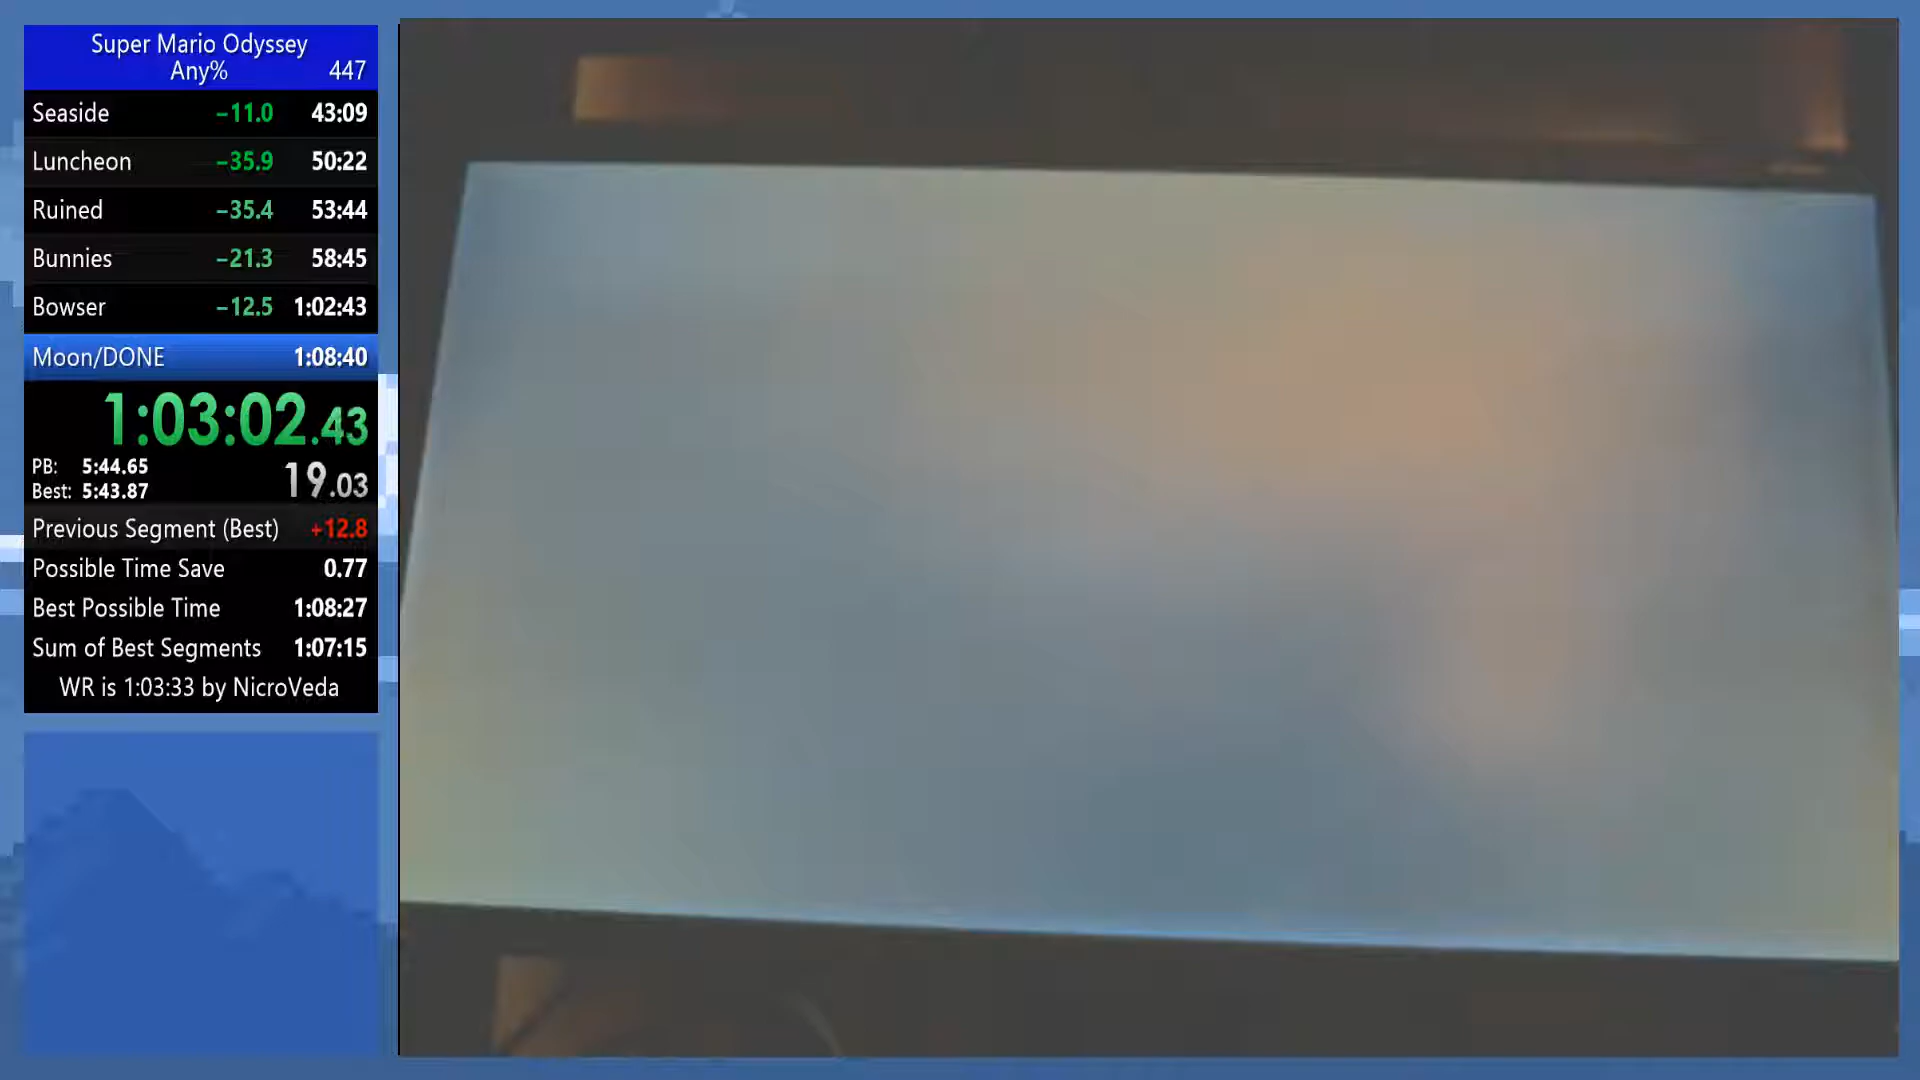 Super Mario Odyssey
Any% 447
Seaside −11.0 43:09
Luncheon −35.9 50:22
Ruined −35.4 53:44
Bunnies −21.3 58:45
Bowser −12.5 1:02:43
Moon/DONE 1:08:40
1:03:02.43
PB: 5:44.65
Best: 5:43.87 19.03
Previous Segment (Best) +12.8
Possible Time Save 0.77
Best Possible Time 1:08:27
Sum of Best Segments 1:07:15
WR is 1:03:33 by NicroVeda